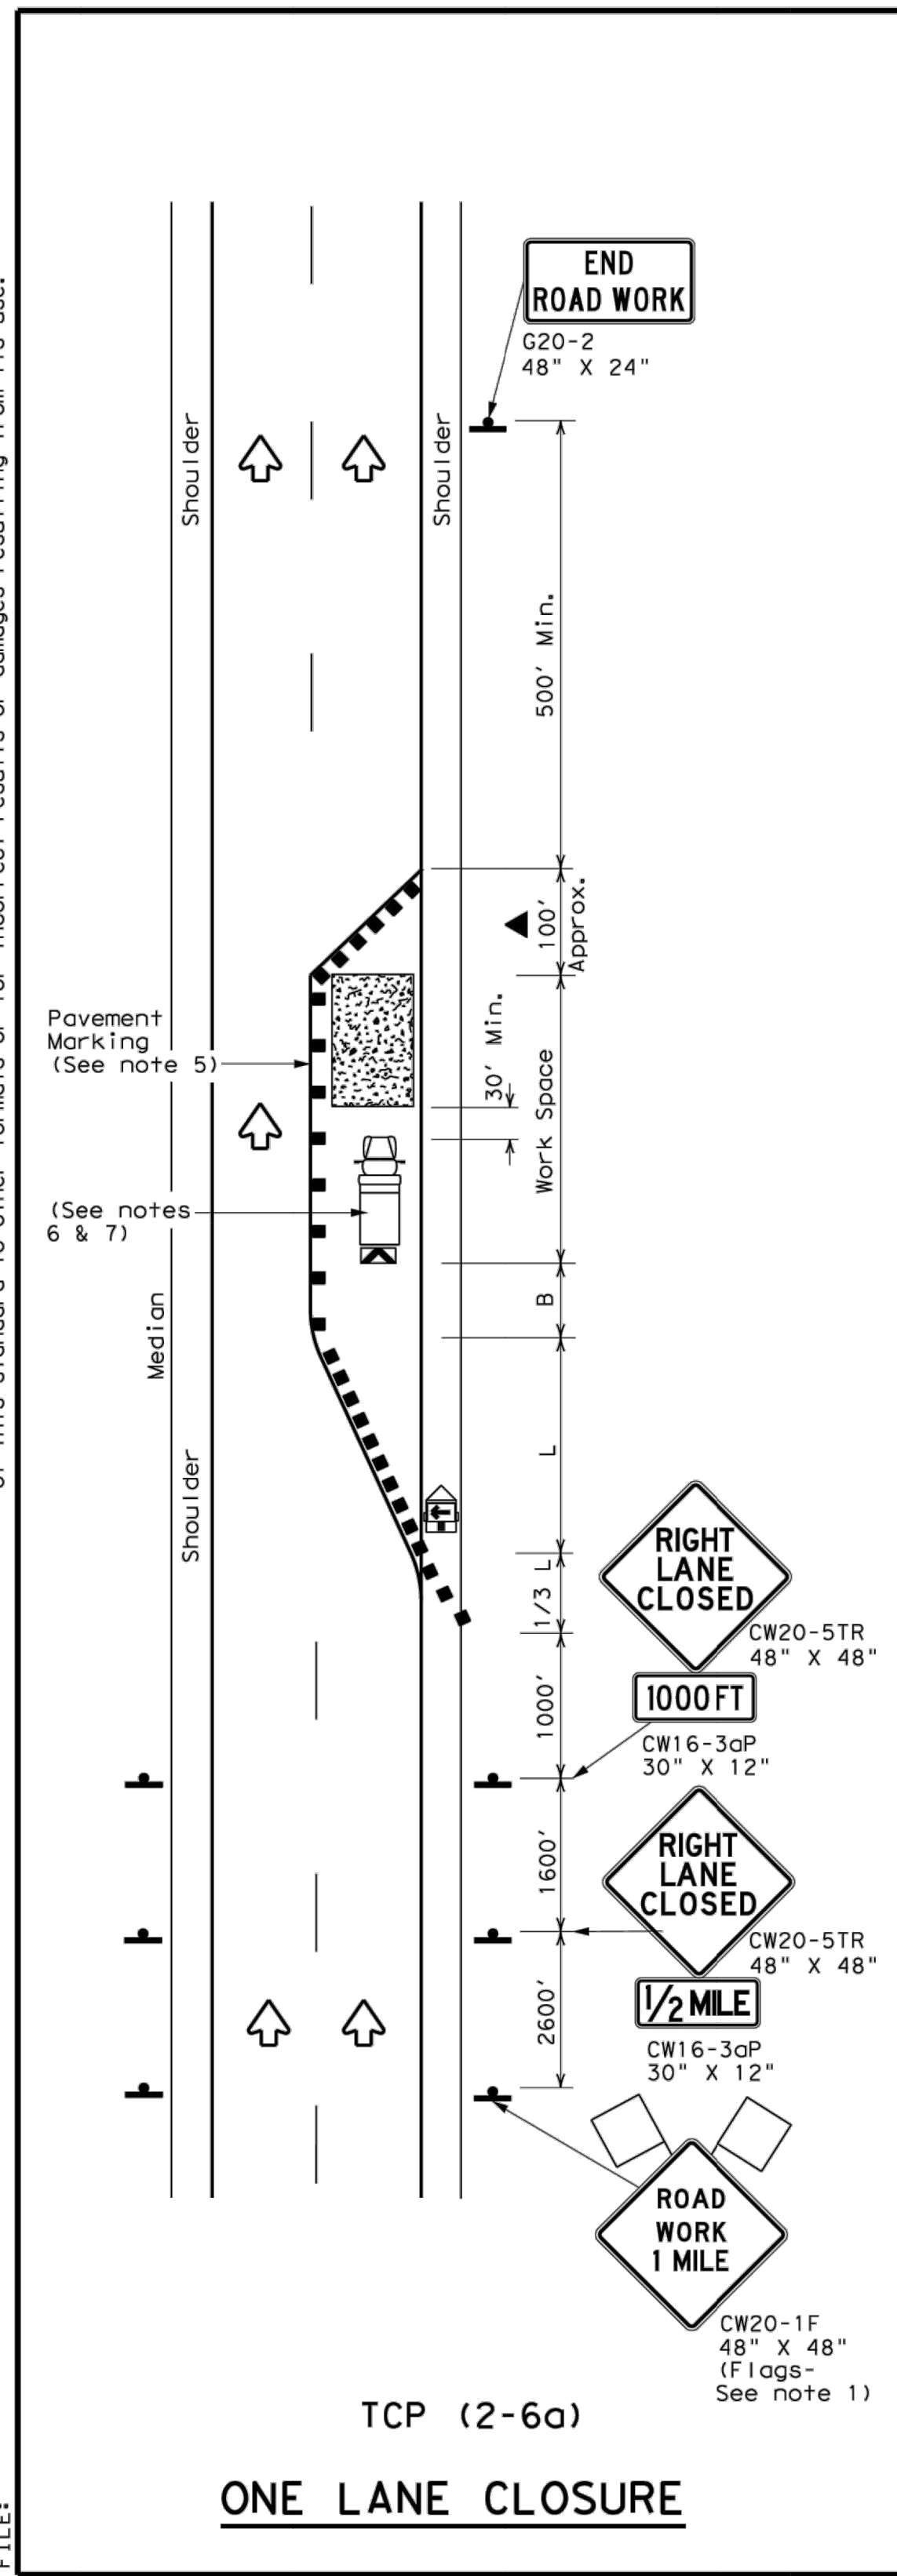 END
ROAD WORK
G20-2
48" X 24"
Shoulder
Shoulder
500' Min.
100'
Approx.
Pavement
Marking
(See note 5)
30' Min.
Work Space
(See notes
6 & 7)
B
Median
L
Shoulder
RIGHT
LANE
CLOSED
1/3 L
CW20-5TR
48" X 48"
1000 FT
1000'
CW16-3aP
30" X 12"
RIGHT
LANE
CLOSED
1600'
CW20-5TR
48" X 48"
1/2 MILE
2600'
CW16-3aP
30" X 12"
ROAD
WORK
1 MILE
CW20-1F
48" X 48"
(Flags-
See note 1)
TCP (2-6a)
ONE LANE CLOSURE
FILE: